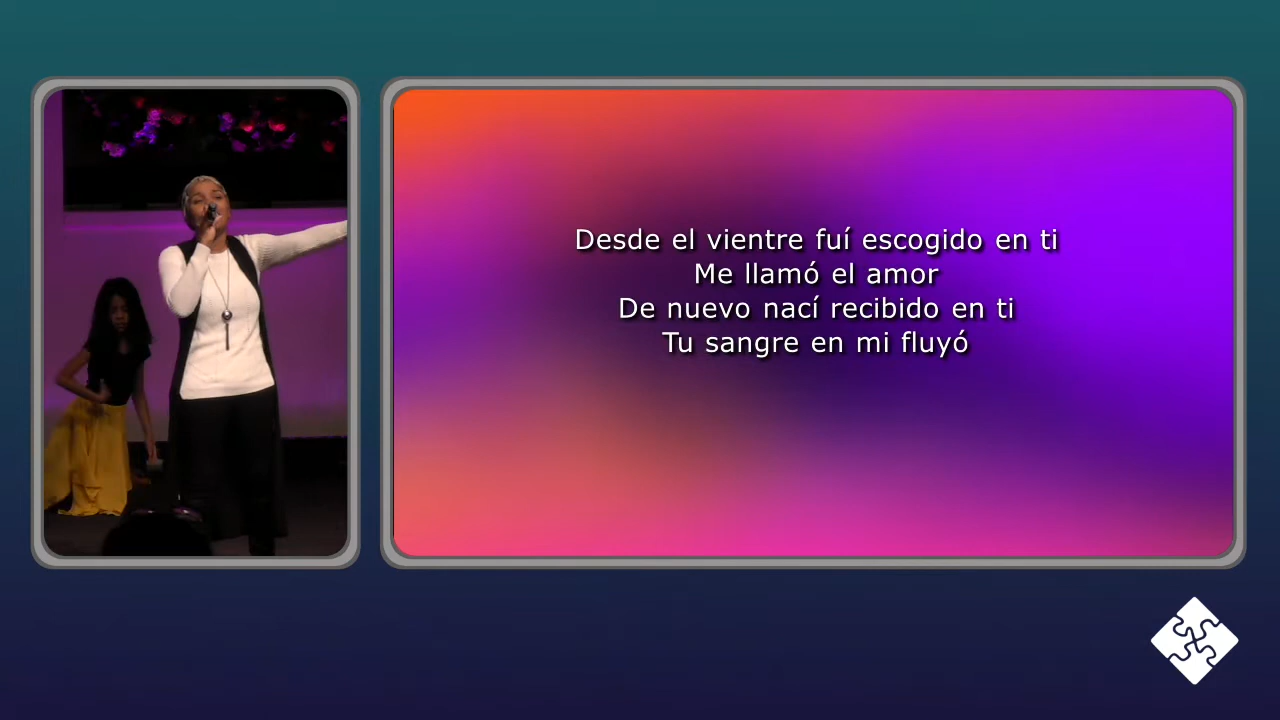 Desde el vientre fuí escogido en ti
Me llamó el amor
De nuevo nací recibido en ti
Tu sangre en mi fluyó